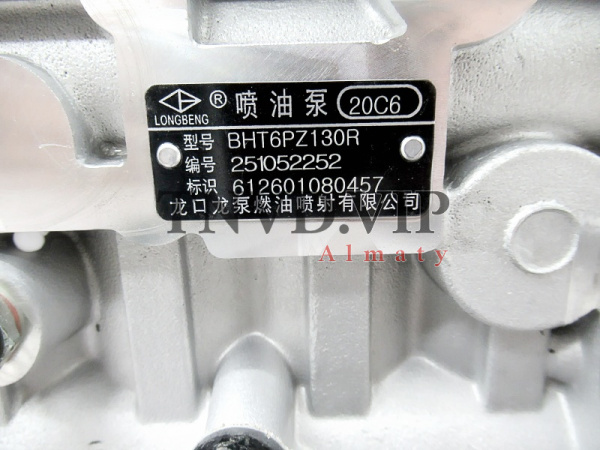 LONGBENG ® 喷油泵 20C6
型号 BHT6PZ130R
编号 251052252
标识 612601080457
龙口龙泵燃油喷射有限公司
TNVD.VIP
Almaty